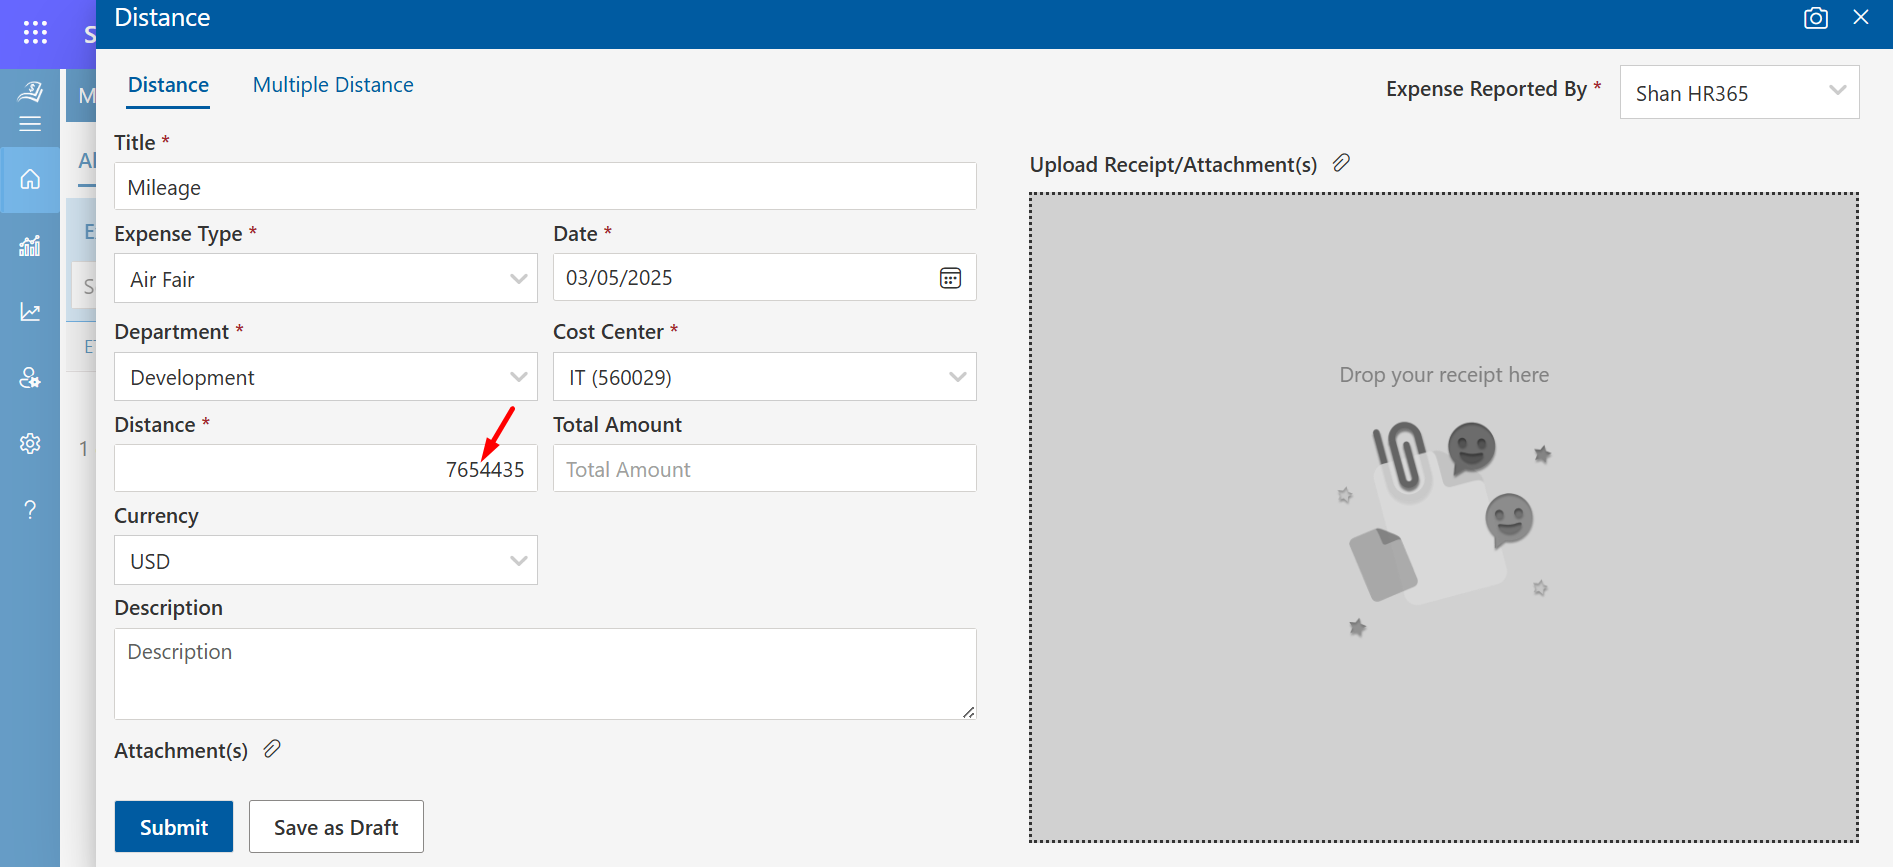 Distance
Distance
Multiple Distance
Expense Reported By *
Shan HR365
Title *
Mileage
Upload Receipt/Attachment(s)
Expense Type *
Date *
Air Fair
03/05/2025
Department *
Cost Center *
Development
IT (560029)
Drop your receipt here
Distance *
Total Amount
7654435
Total Amount
1
Currency
USD
Description
Description
Attachment(s)
Submit
Save as Draft